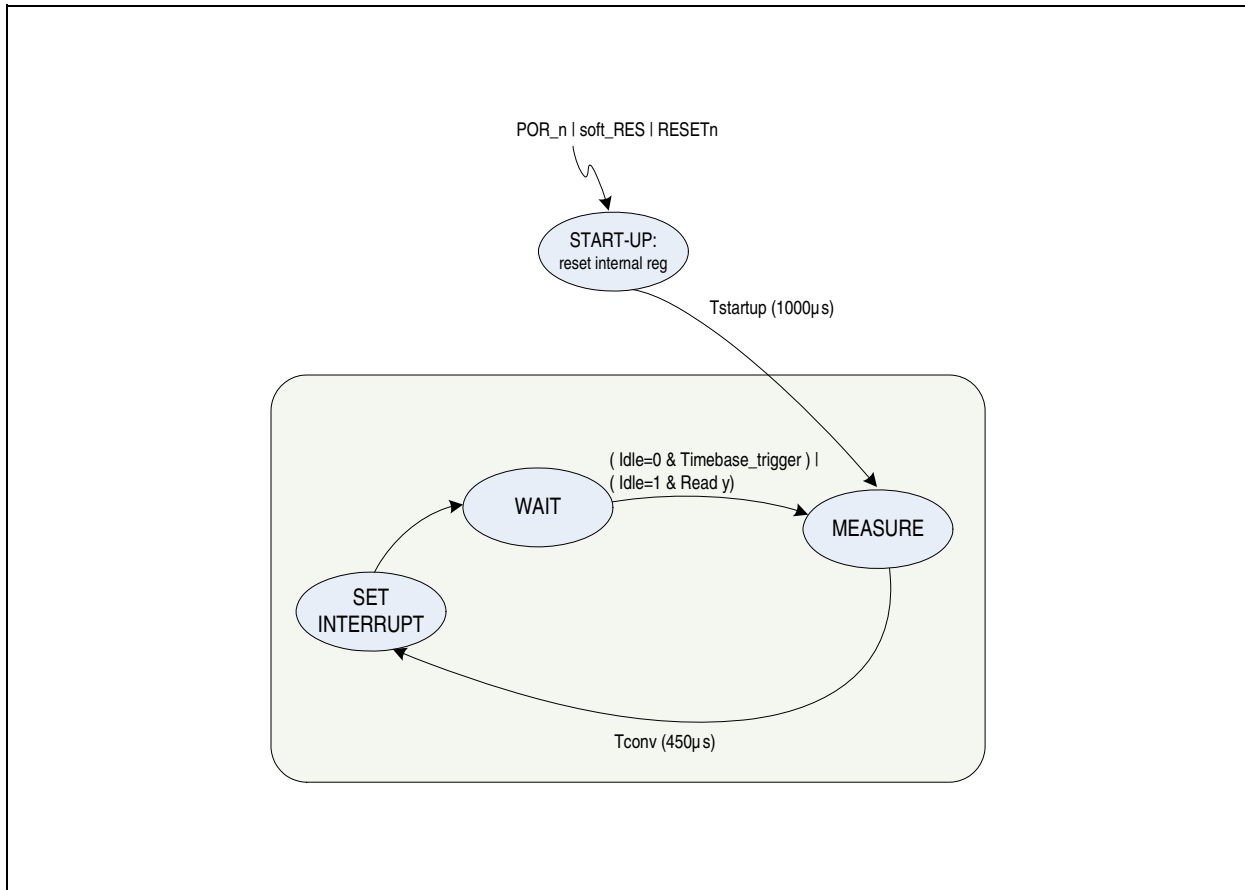 POR_n | soft_RES | RESETn
START-UP:
reset internal reg
Tstartup (1000µs)
( Idle=0 & Timebase_trigger ) |
( Idle=1 & Read y)
WAIT
MEASURE
SET
INTERRUPT
Tconv (450µs)